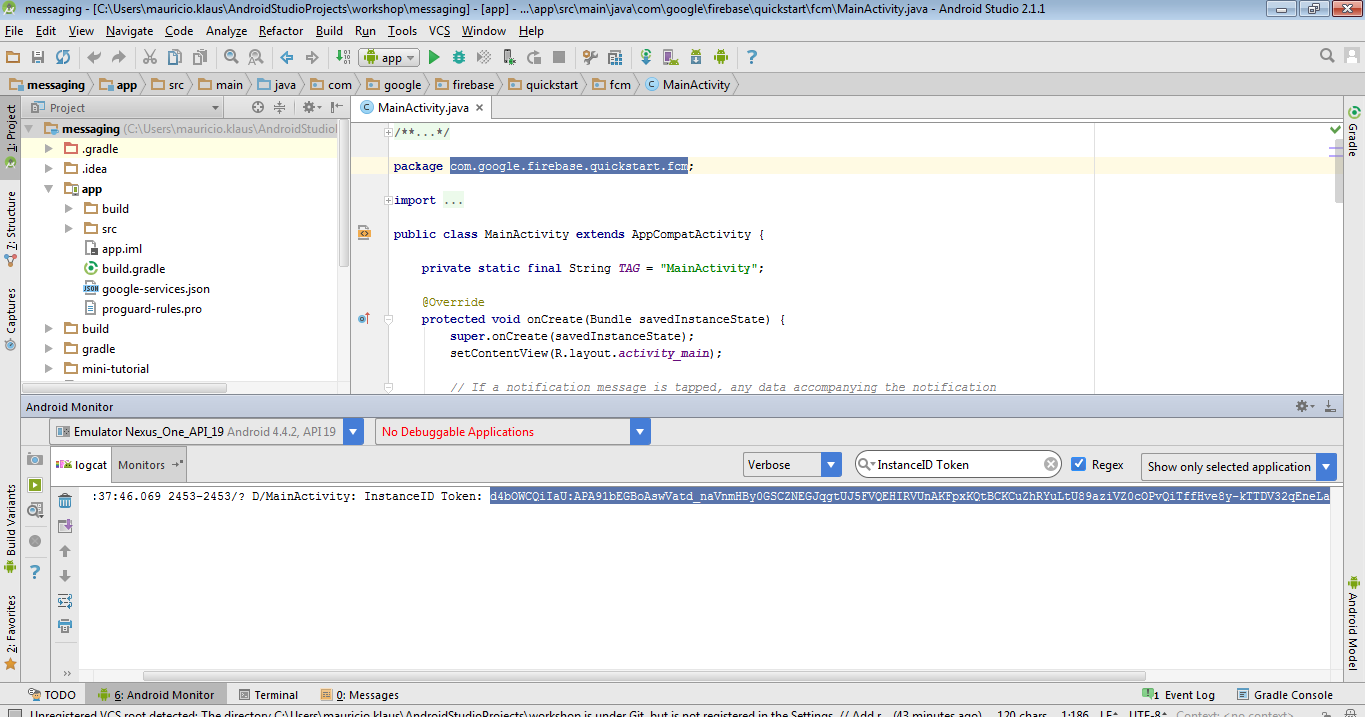 messaging - [C:\Users\mauricio.klaus\AndroidStudioProjects\workshop\messaging] - [app] - ...\app\src\main\java\com\google\firebase\quickstart\fcm\MainActivity.java - Android Studio 2.1.1
File Edit View Navigate Code Analyze Refactor Build Run Tools VCS Window Help
app
messaging app src main java com google firebase quickstart fcm MainActivity
1: Project
7: Structure
Captures
Build Variants
2: Favorites
Project
messaging (C:\Users\mauricio.klaus\AndroidStudioI
.gradle
.idea
app
build
src
app.iml
build.gradle
google-services.json
proguard-rules.pro
build
gradle
mini-tutorial
MainActivity.java
/**...*/
package com.google.firebase.quickstart.fcm;
import ...
public class MainActivity extends AppCompatActivity {
private static final String TAG = "MainActivity";
@Override
protected void onCreate(Bundle savedInstanceState) {
super.onCreate(savedInstanceState);
setContentView(R.layout.activity_main);
// If a notification message is tapped, any data accompanying the notification
Gradle
Android Model
Android Monitor
Emulator Nexus_One_API_19 Android 4.4.2, API 19
No Debuggable Applications
logcat
Monitors
Verbose
InstanceID Token
Regex
Show only selected application
:37:46.069 2453-2453/? D/MainActivity: InstanceID Token: d4bOWCQiIaU:APA91bEGBoAswVatd_naVnmHBy0GSCZNEGJqgtUJ5FVQEHIRVUnAKFpxKQtBCKCuZhRYuLtU89aziVZ0cOPvQiTffHve8y-kTTDV32qEneLa
TODO 6: Android Monitor Terminal 0: Messages 1 Event Log Gradle Console
Unregistered VCS root detected: The directory C:\Users\mauricio.klaus\AndroidStudioProjects\workshop is under Git, but is not registered in the Settings. // Add r... (43 minutes ago) 120 chars 1:186 LF UTF-8 Context: <no context>